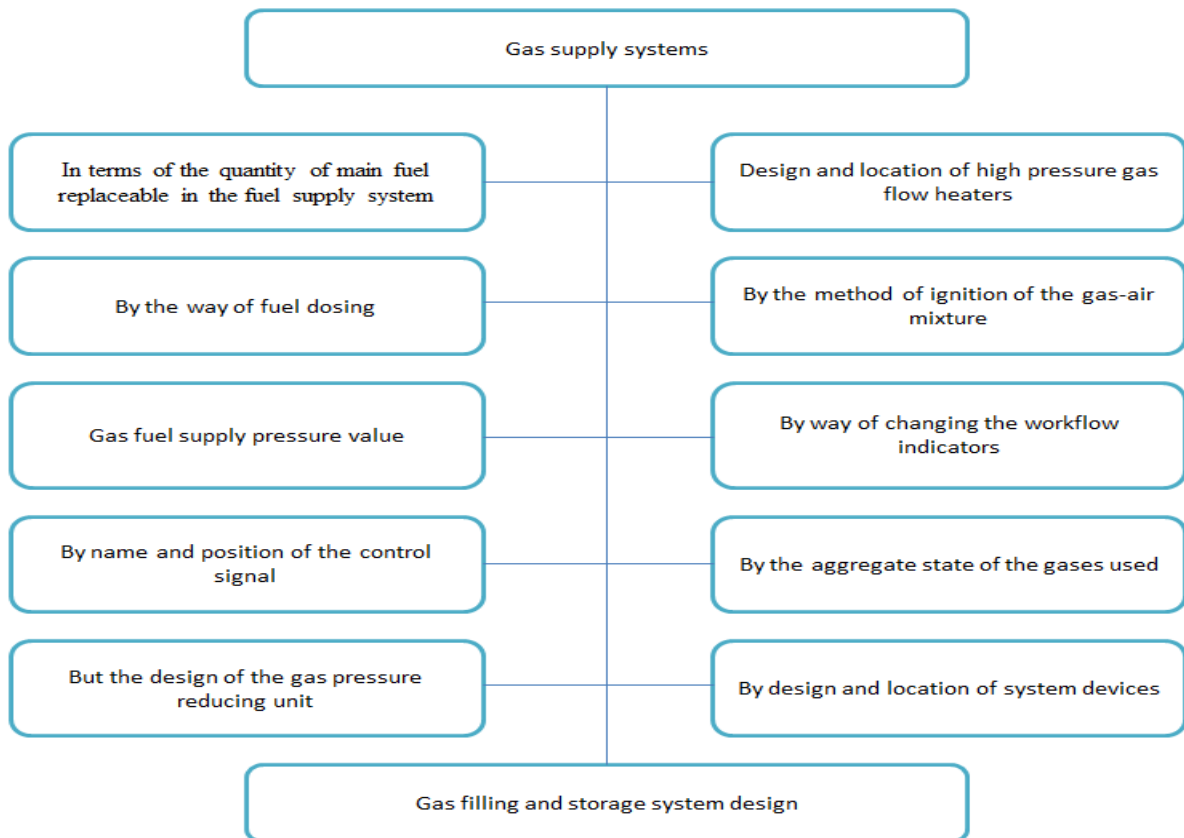 Gas supply systems
In terms of the quantity of main fuel
replaceable in the fuel supply system
Design and location of high pressure gas
flow heaters
By the way of fuel dosing
By the method of ignition of the gas-air
mixture
Gas fuel supply pressure value
By way of changing the workflow
indicators
By name and position of the control
signal
By the aggregate state of the gases used
But the design of the gas pressure
reducing unit
By design and location of system devices
Gas filling and storage system design